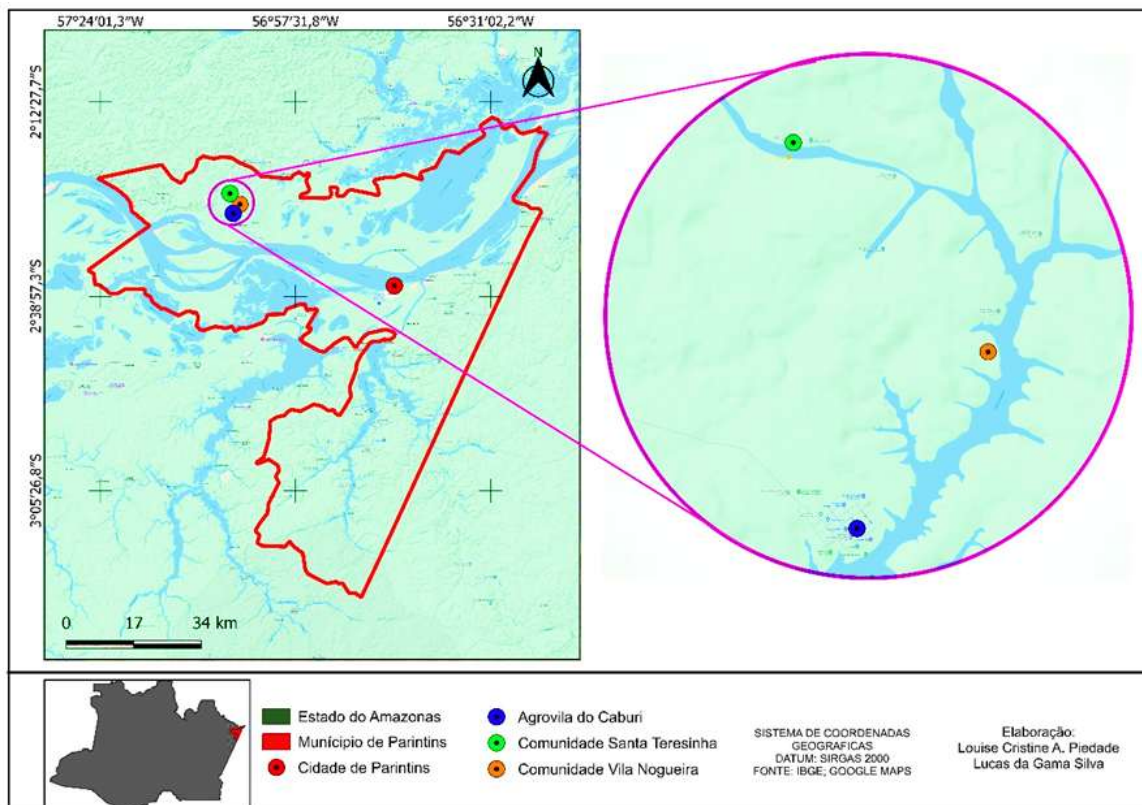 57°24'01,3"W
56°57'31,8"W
56°31'02,2"W
2°12'27,7"S
2°38'57,3"S
3°05'26,8"S
N
0 17 34 km
Estado do Amazonas
Munícipio de Parintins
Cidade de Parintins
Agrovila do Caburi
Comunidade Santa Teresinha
Comunidade Vila Nogueira
SISTEMA DE COORDENADAS
GEOGRAFICAS
DATUM: SIRGAS 2000
FONTE: IBGE; GOOGLE MAPS
Elaboração:
Louise Cristine A. Piedade
Lucas da Gama Silva